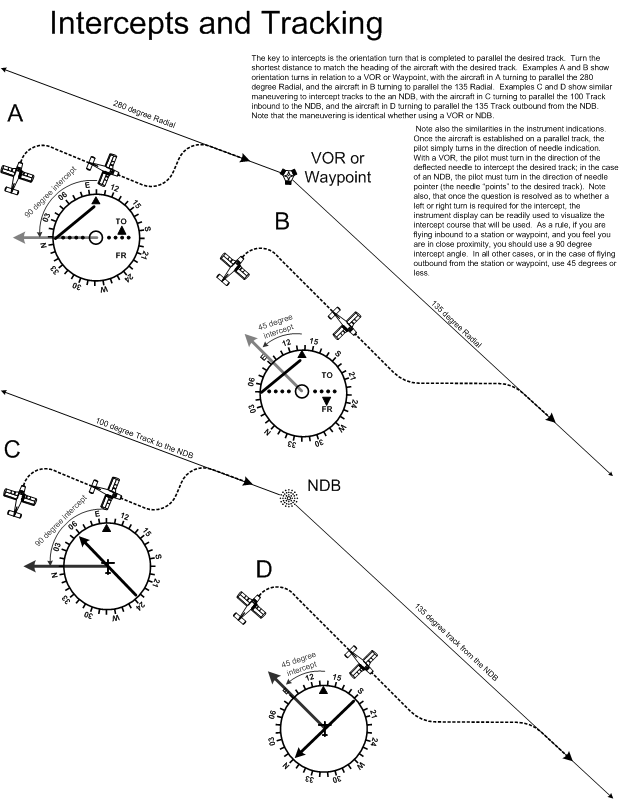 Intercepts and Tracking
The key to intercepts is the orientation turn that is completed to parallel the desired track. Turn the
shortest distance to match the heading of the aircraft with the desired track. Examples A and B show
orientation turns in relation to a VOR or Waypoint, with the aircraft in A turning to parallel the 280
degree Radial, and the aircraft in B turning to parallel the 135 Radial. Examples C and D show similar
maneuvering to intercept tracks to the an NDB, with the aircraft in C turning to parallel the 100 Track
inbound to the NDB, and the aircraft in D turning to parallel the 135 Track outbound from the NDB.
Note that the maneuvering is identical whether using a VOR or NDB.
Note also the similarities in the instrument indications.
Once the aircraft is established on a parallel track, the
pilot simply turns in the direction of needle indication.
With a VOR, the pilot must turn in the direction of the
deflected needle to intercept the desired track; in the case
of an NDB, the pilot must turn in the direction of needle
pointer (the needle "points" to the desired track). Note
also, that once the question is resolved as to whether a
left or right turn is required for the intercept, the
instrument display can be readily used to visualize the
intercept course that will be used. As a rule, if you are
flying inbound to a station or waypoint, and you feel you
are in close proximity, you should use a 90 degree
intercept angle. In all other cases, or in the case of flying
outbound from the station or waypoint, use 45 degrees or
less.
A
280 degree Radial
VOR or
Waypoint
90 degree intercept
N 03 06 E 12 15 S 21 24 W 30 33
TO
FR
B
135 degree Radial
45 degree
intercept
03 06 E 12 15 S 21 24 W 30 33 N
TO
FR
C
100 degree Track to the NDB
NDB
90 degree intercept
N 03 06 E 12 15 S 21 24 W 30 33
D
135 degree track from the NDB
45 degree
intercept
03 06 E 12 15 S 21 24 W 30 33 N